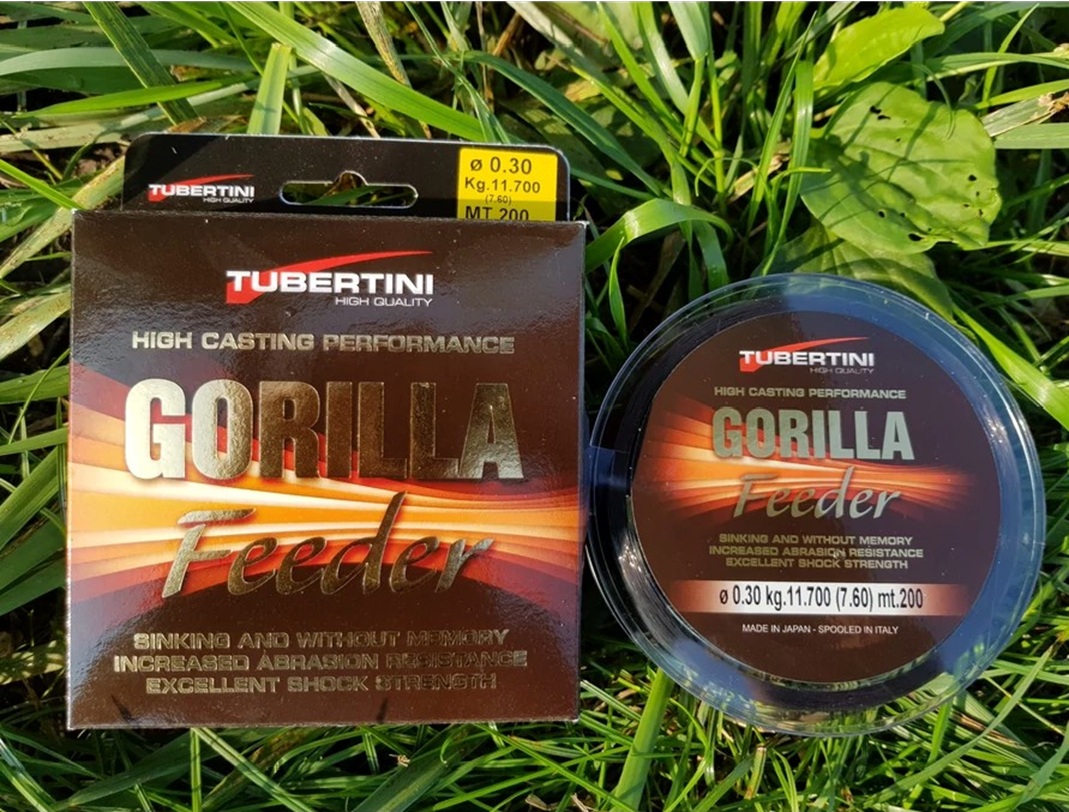 TUBERTINI
HIGH QUALITY
ø 0.30
Kg.11.700
(7.60)
MT.200
TUBERTINI
HIGH QUALITY
HIGH CASTING PERFORMANCE
GORILLA
Feeder
SINKING AND WITHOUT MEMORY
INCREASED ABRASION RESISTANCE
EXCELLENT SHOCK STRENGTH
TUBERTINI
HIGH QUALITY
HIGH CASTING PERFORMANCE
GORILLA
Feeder
SINKING AND WITHOUT MEMORY
INCREASED ABRASION RESISTANCE
EXCELLENT SHOCK STRENGTH
ø 0.30 kg.11.700 (7.60) mt.200
MADE IN JAPAN - SPOOLED IN ITALY